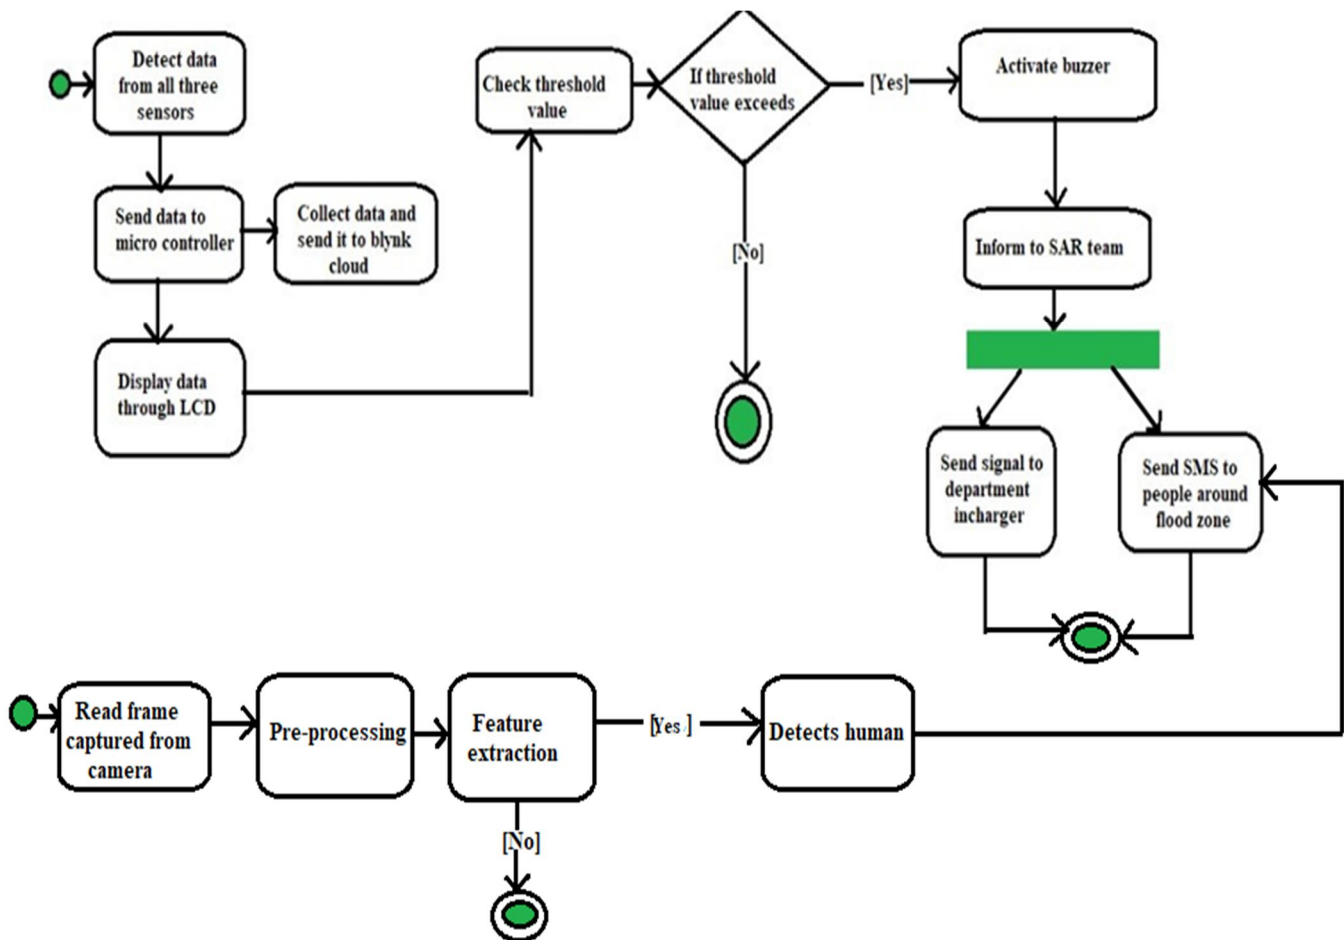 Detect data
from all three
sensors
Send data to
micro controller
Collect data and
send it to blynk
cloud
Display data
through LCD
Check threshold
value
If threshold
value exceeds
[Yes]
[No]
Activate buzzer
Inform to SAR team
Send signal to
department
incharger
Send SMS to
people around
flood zone
Read frame
captured from
camera
Pre-processing
Feature
extraction
[Yes]
[No]
Detects human